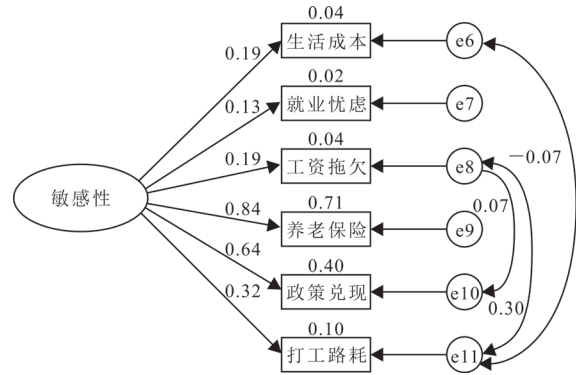 0.04
0.19
生活成本
e6
0.02
0.13
就业忧虑
e7
0.04
0.19
工资拖欠
e8
-0.07
敏感性
0.84
0.71
养老保险
e9
0.07
0.64
0.40
政策兑现
e10
0.30
0.32
0.10
打工路耗
e11